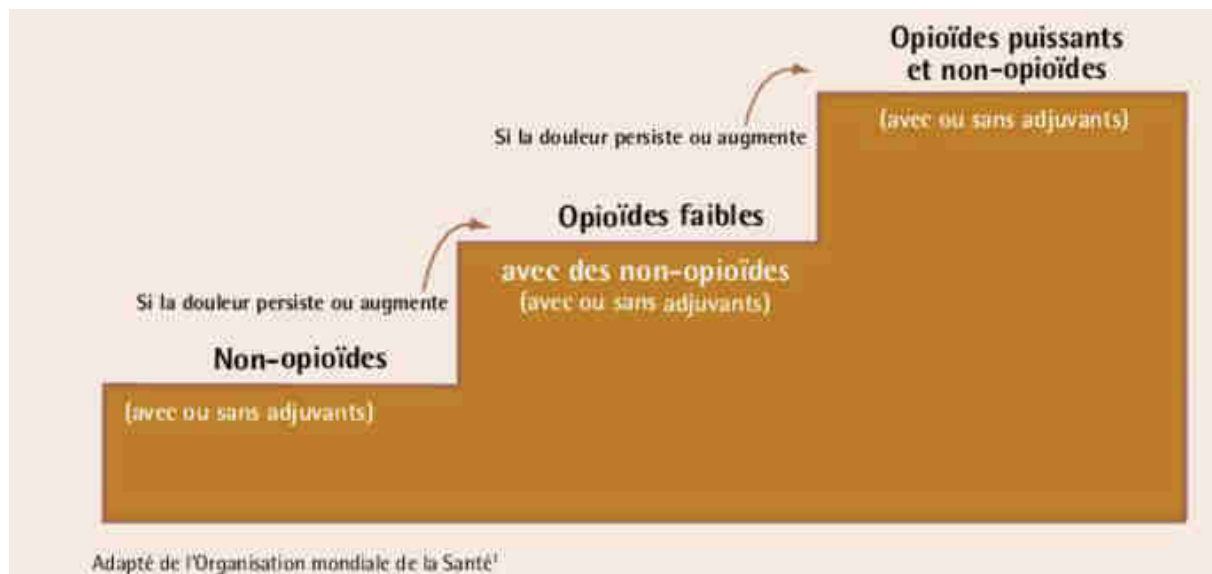 Opioïdes puissants
et non-opioïdes
(avec ou sans adjuvants)
Si la douleur persiste ou augmente
Opioïdes faibles
avec des non-opioïdes
(avec ou sans adjuvants)
Si la douleur persiste ou augmente
Non-opioïdes
(avec ou sans adjuvants)
Adapté de l'Organisation mondiale de la Santé¹